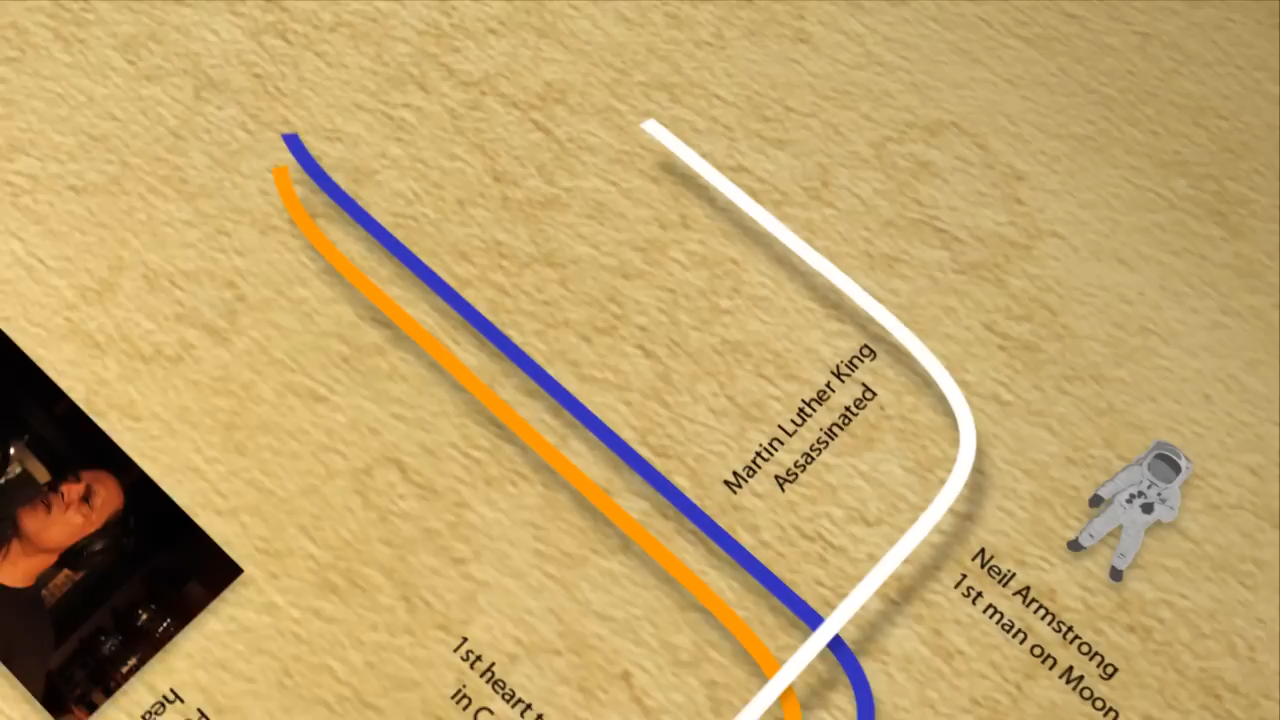 Martin Luther King
Assassinated
Neil Armstrong
1st man on Moon
1st heart
in